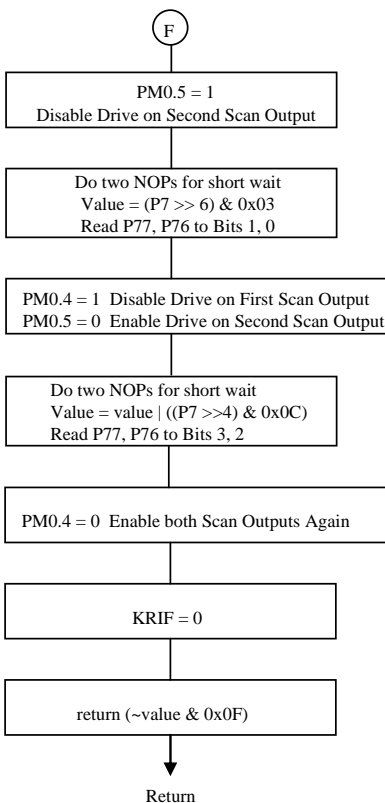 F
PM0.5 = 1
Disable Drive on Second Scan Output
Do two NOPs for short wait
Value = (P7 >> 6) & 0x03
Read P77, P76 to Bits 1, 0
PM0.4 = 1  Disable Drive on First Scan Output
PM0.5 = 0  Enable Drive on Second Scan Output
Do two NOPs for short wait
Value = value | ((P7 >>4) & 0x0C)
Read P77, P76 to Bits 3, 2
PM0.4 = 0  Enable both Scan Outputs Again
KRIF = 0
return (~value & 0x0F)
Return